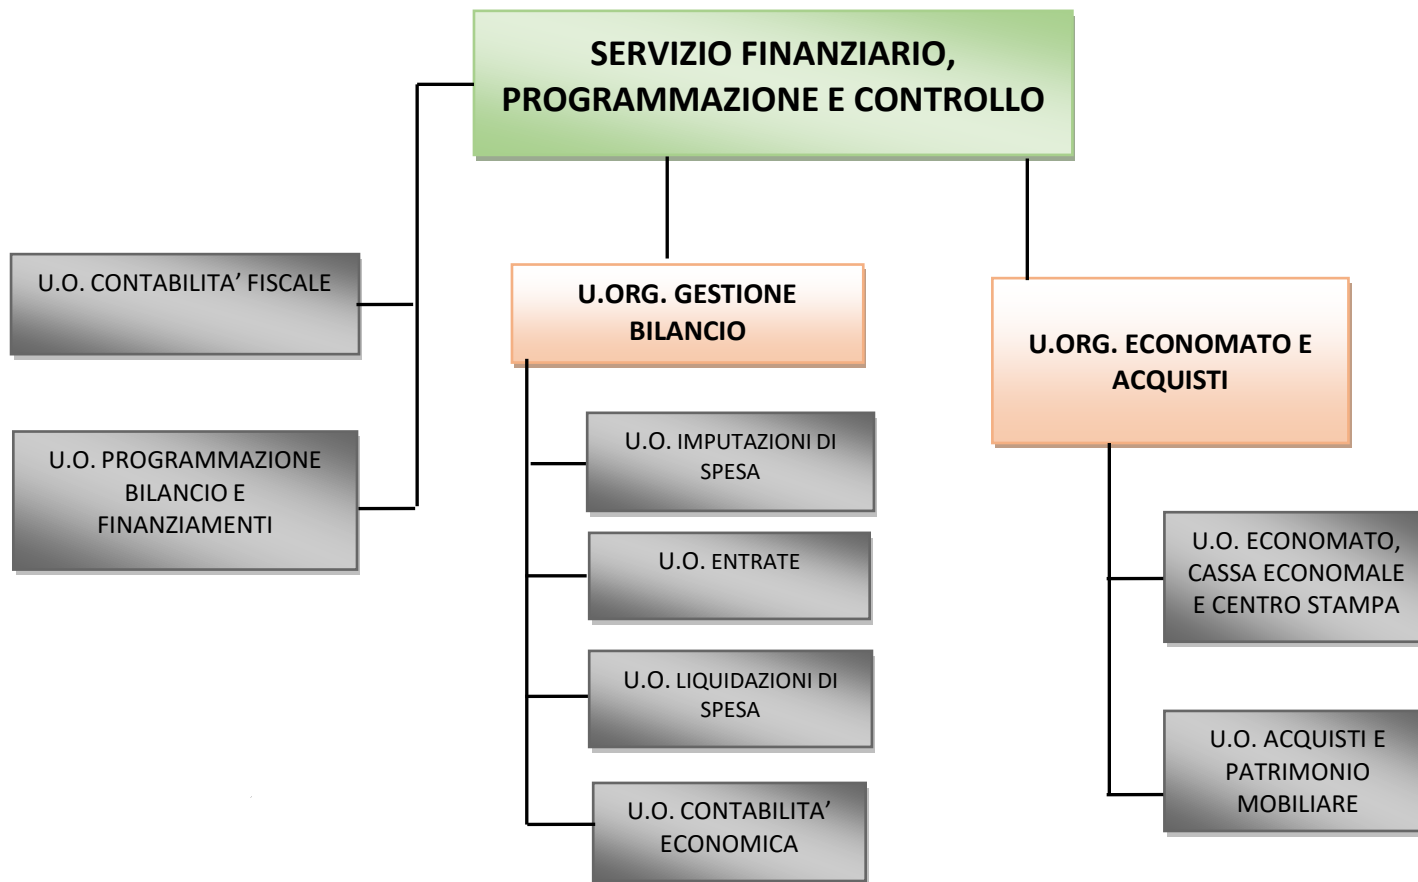 SERVIZIO FINANZIARIO,
PROGRAMMAZIONE E CONTROLLO
U.O. CONTABILITA’ FISCALE
U.O. PROGRAMMAZIONE
BILANCIO E
FINANZIAMENTI
U.ORG. GESTIONE
BILANCIO
U.O. IMPUTAZIONI DI
SPESA
U.O. ENTRATE
U.O. LIQUIDAZIONI DI
SPESA
U.O. CONTABILITA’
ECONOMICA
U.ORG. ECONOMATO E
ACQUISTI
U.O. ECONOMATO,
CASSA ECONOMALE
E CENTRO STAMPA
U.O. ACQUISTI E
PATRIMONIO
MOBILIARE